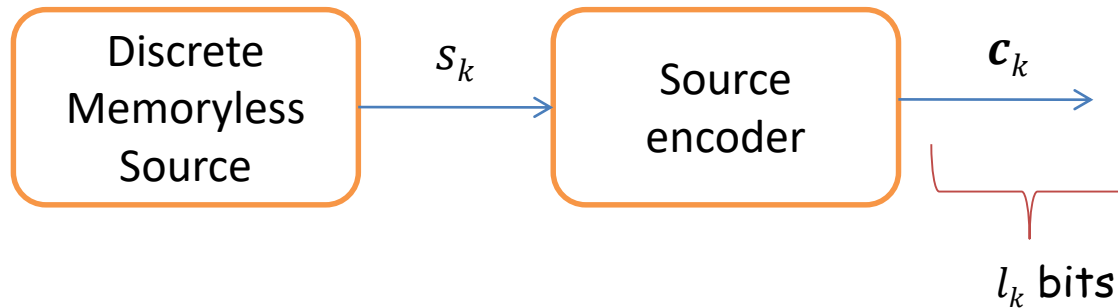 Discrete
Memoryless
Source
s_k
Source
encoder
c_k
l_k bits